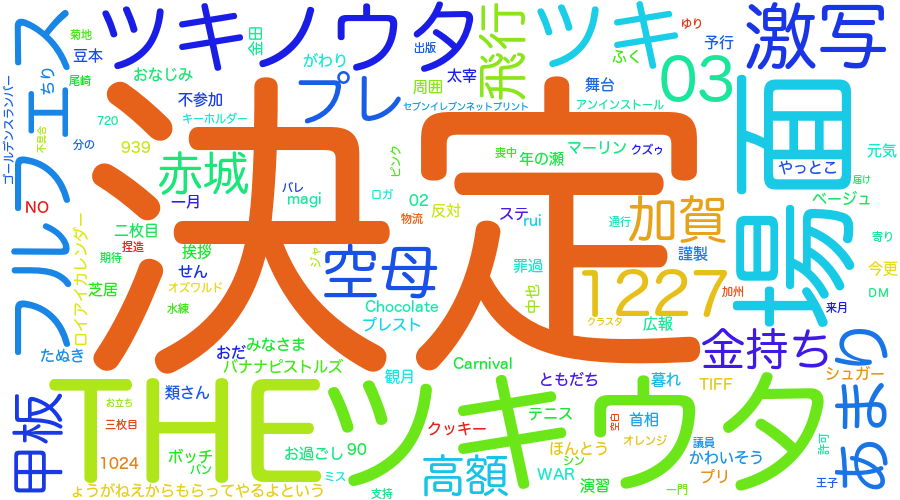 ツキノウタ
ツキ
激写
菊地
金田
出版
飛行
ゆり
予行
豆本
がわり
ふく
フルフェス
ちり
おなじみ
プレ
周囲
太宰
03
舞台
場面
尾崎
不参加
セブンイレブンネットプリント
アンインストール
ゴールデンスランバー
720
キーホルダー
決定
不具合
分の
939
ピンク
喪中
年の瀬
マーリン
クズゥ
元気
やっとこ
赤城
バレ
magi
ロガ
02
届け
NO
一月
反対
ステ
rui
通行
加賀
ベージュ
物流
二枚目
捏造
挨拶
ジャ
空母
謹製
寄り
期待
せん
罪過
今更
ロイアイカレンダー
芝居
オズワルド
中也
1227
加州
DM
水練
Chocolate
プレスト
クラスタ
広報
来月
たぬき
おだ
みなさま
バナナピストルズ
Carnival
金持ち
あまり
THE
ツキウタ
観月
ともだち
暮れ
TIFF
シュガー
甲板
お立ち
類さん
三枚目
クッキー
テニス
首相
空目
1024
ボッチ
バン
お過ごし
90
ほんとう
オレンジ
議員
かわいそう
許可
高額
シン
WAR
演習
プリ
ミス
支持
一門
王子
ょうがねえからもらってやるよという